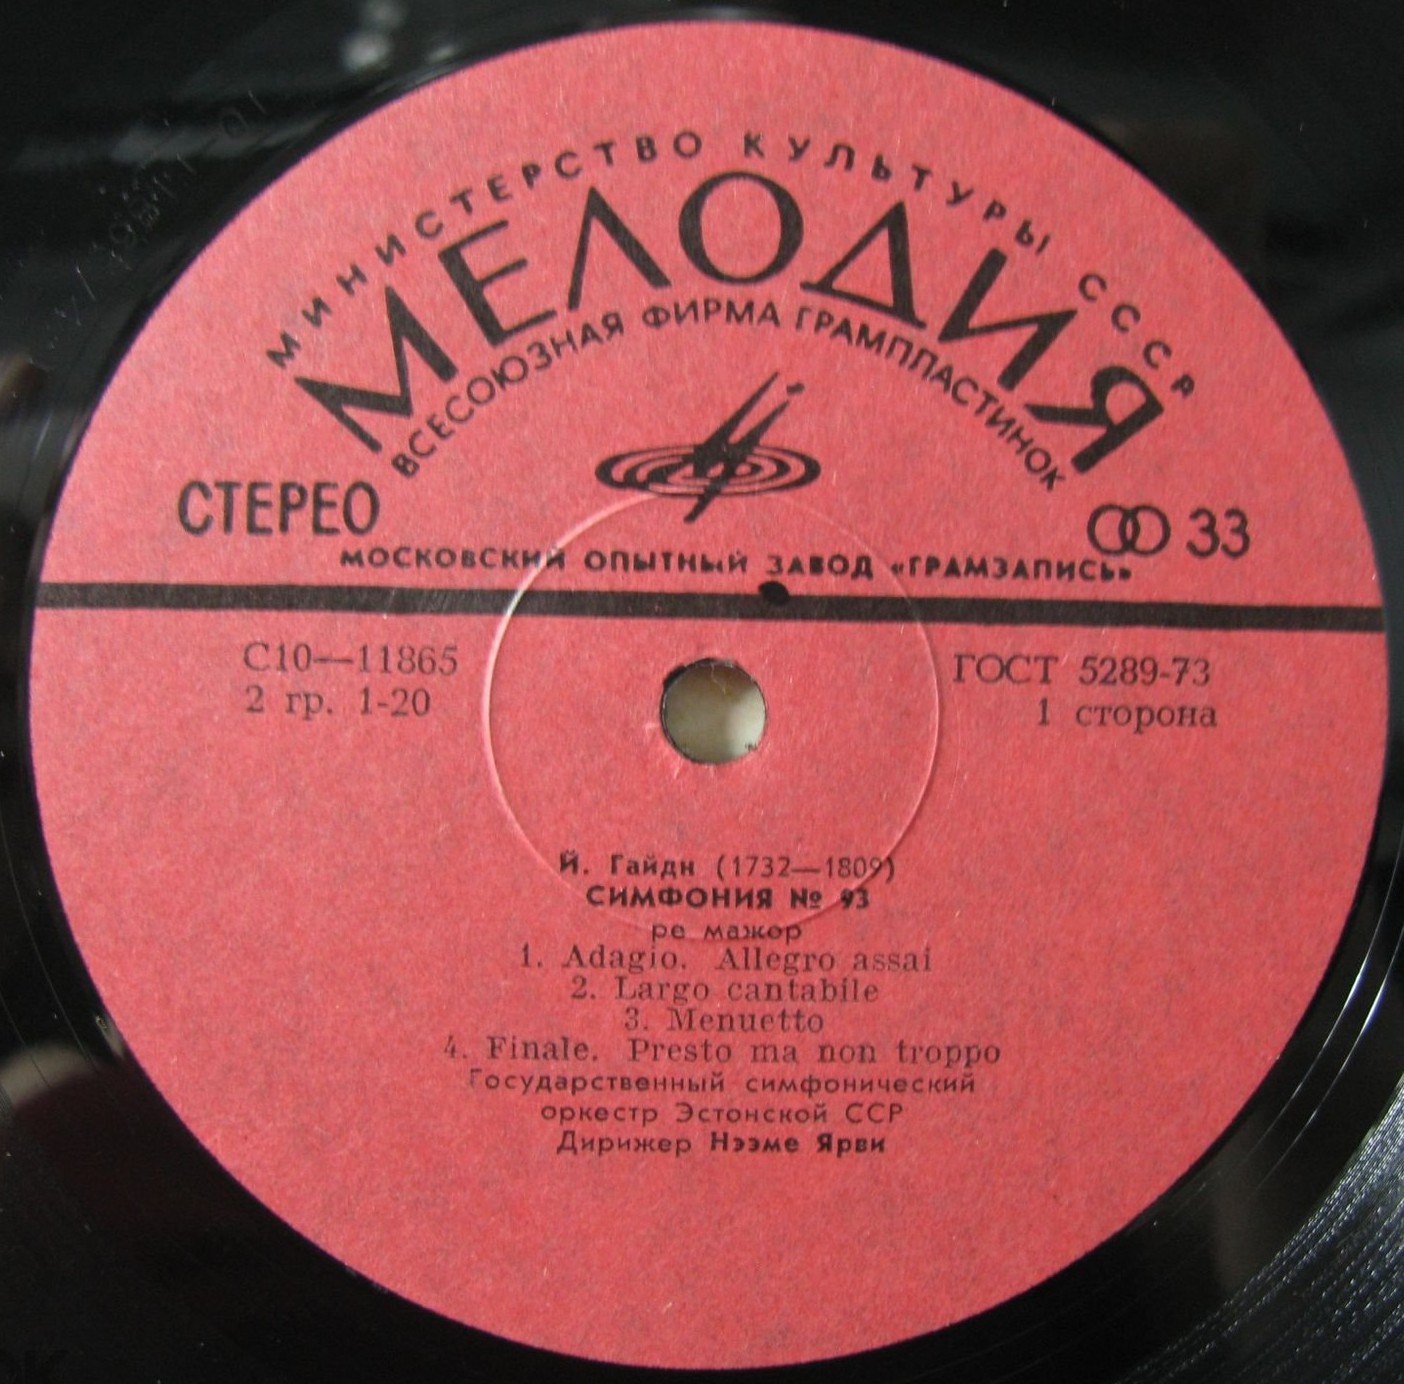 МИНИСТЕРСТВО КУЛЬТУРЫ СССР
МЕЛОДИЯ
ВСЕСОЮЗНАЯ ФИРМА ГРАМПЛАСТИНОК
СТЕРЕО
33
МОСКОВСКИЙ ОПЫТНЫЙ ЗАВОД «ГРАМЗАПИСЬ»
С10—11865
ГОСТ 5289-73
2 гр. 1-20
1 сторона
Й. Гайдн (1732—1809)
СИМФОНИЯ № 93
ре мажор
1. Adagio. Allegro assai
2. Largo cantabile
3. Menuetto
4. Finale. Presto ma non troppo
Государственный симфонический
оркестр Эстонской ССР
Дирижер Нээме Ярви